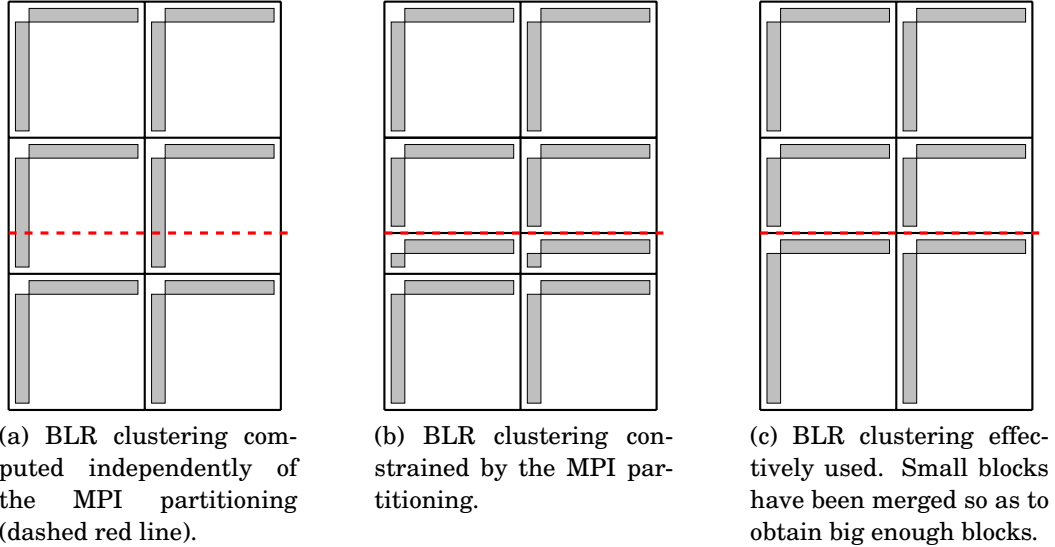 (a) BLR clustering com-
puted independently of
the MPI partitioning
(dashed red line).
(b) BLR clustering con-
strained by the MPI par-
titioning.
(c) BLR clustering effec-
tively used. Small blocks
have been merged so as to
obtain big enough blocks.